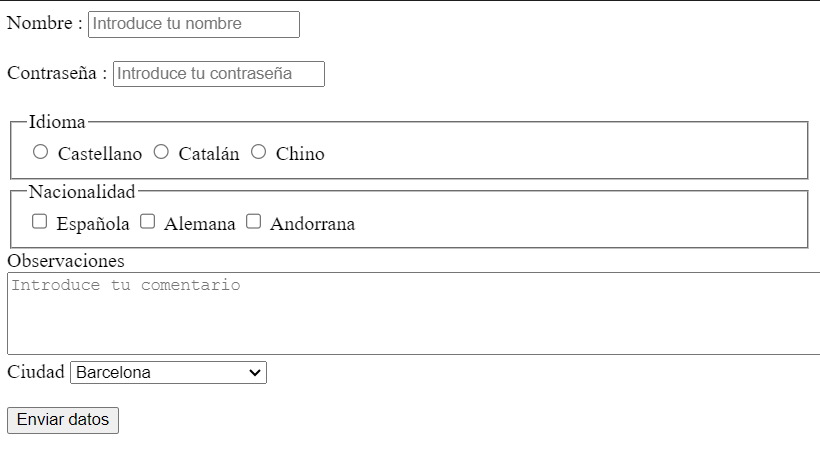 Nombre : Introduce tu nombre
Contraseña : Introduce tu contraseña
Idioma
Castellano Catalán Chino
Nacionalidad
Española Alemana Andorrana
Observaciones
Introduce tu comentario
Ciudad Barcelona
Enviar datos